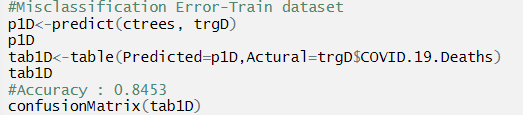 #Misclassification Error-Train dataset
p1D<-predict(ctrees, trgD)
p1D
tab1D<-table(Predicted=p1D,Actural=trgD$COVID.19.Deaths)
tab1D
#Accuracy : 0.8453
confusionMatrix(tab1D)